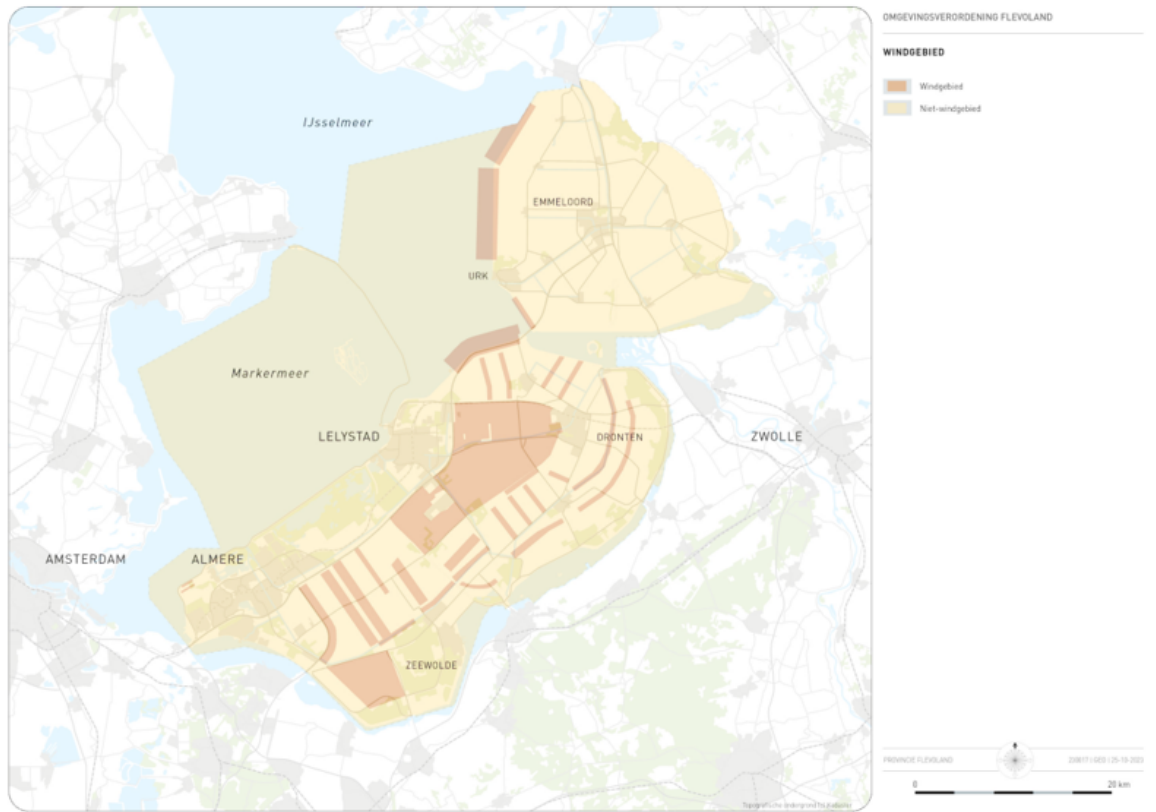 OMGEVINGSVERORDENING FLEVOLAND
WINDGEBIED
Windgebied
Niet-windgebied
IJsselmeer
EMMELOORD
URK
Markermeer
LELYSTAD
DRONTEN
ZWOLLE
AMSTERDAM
ALMERE
ZEEWOLDE
PROVINCIE FLEVOLAND
0
20 km